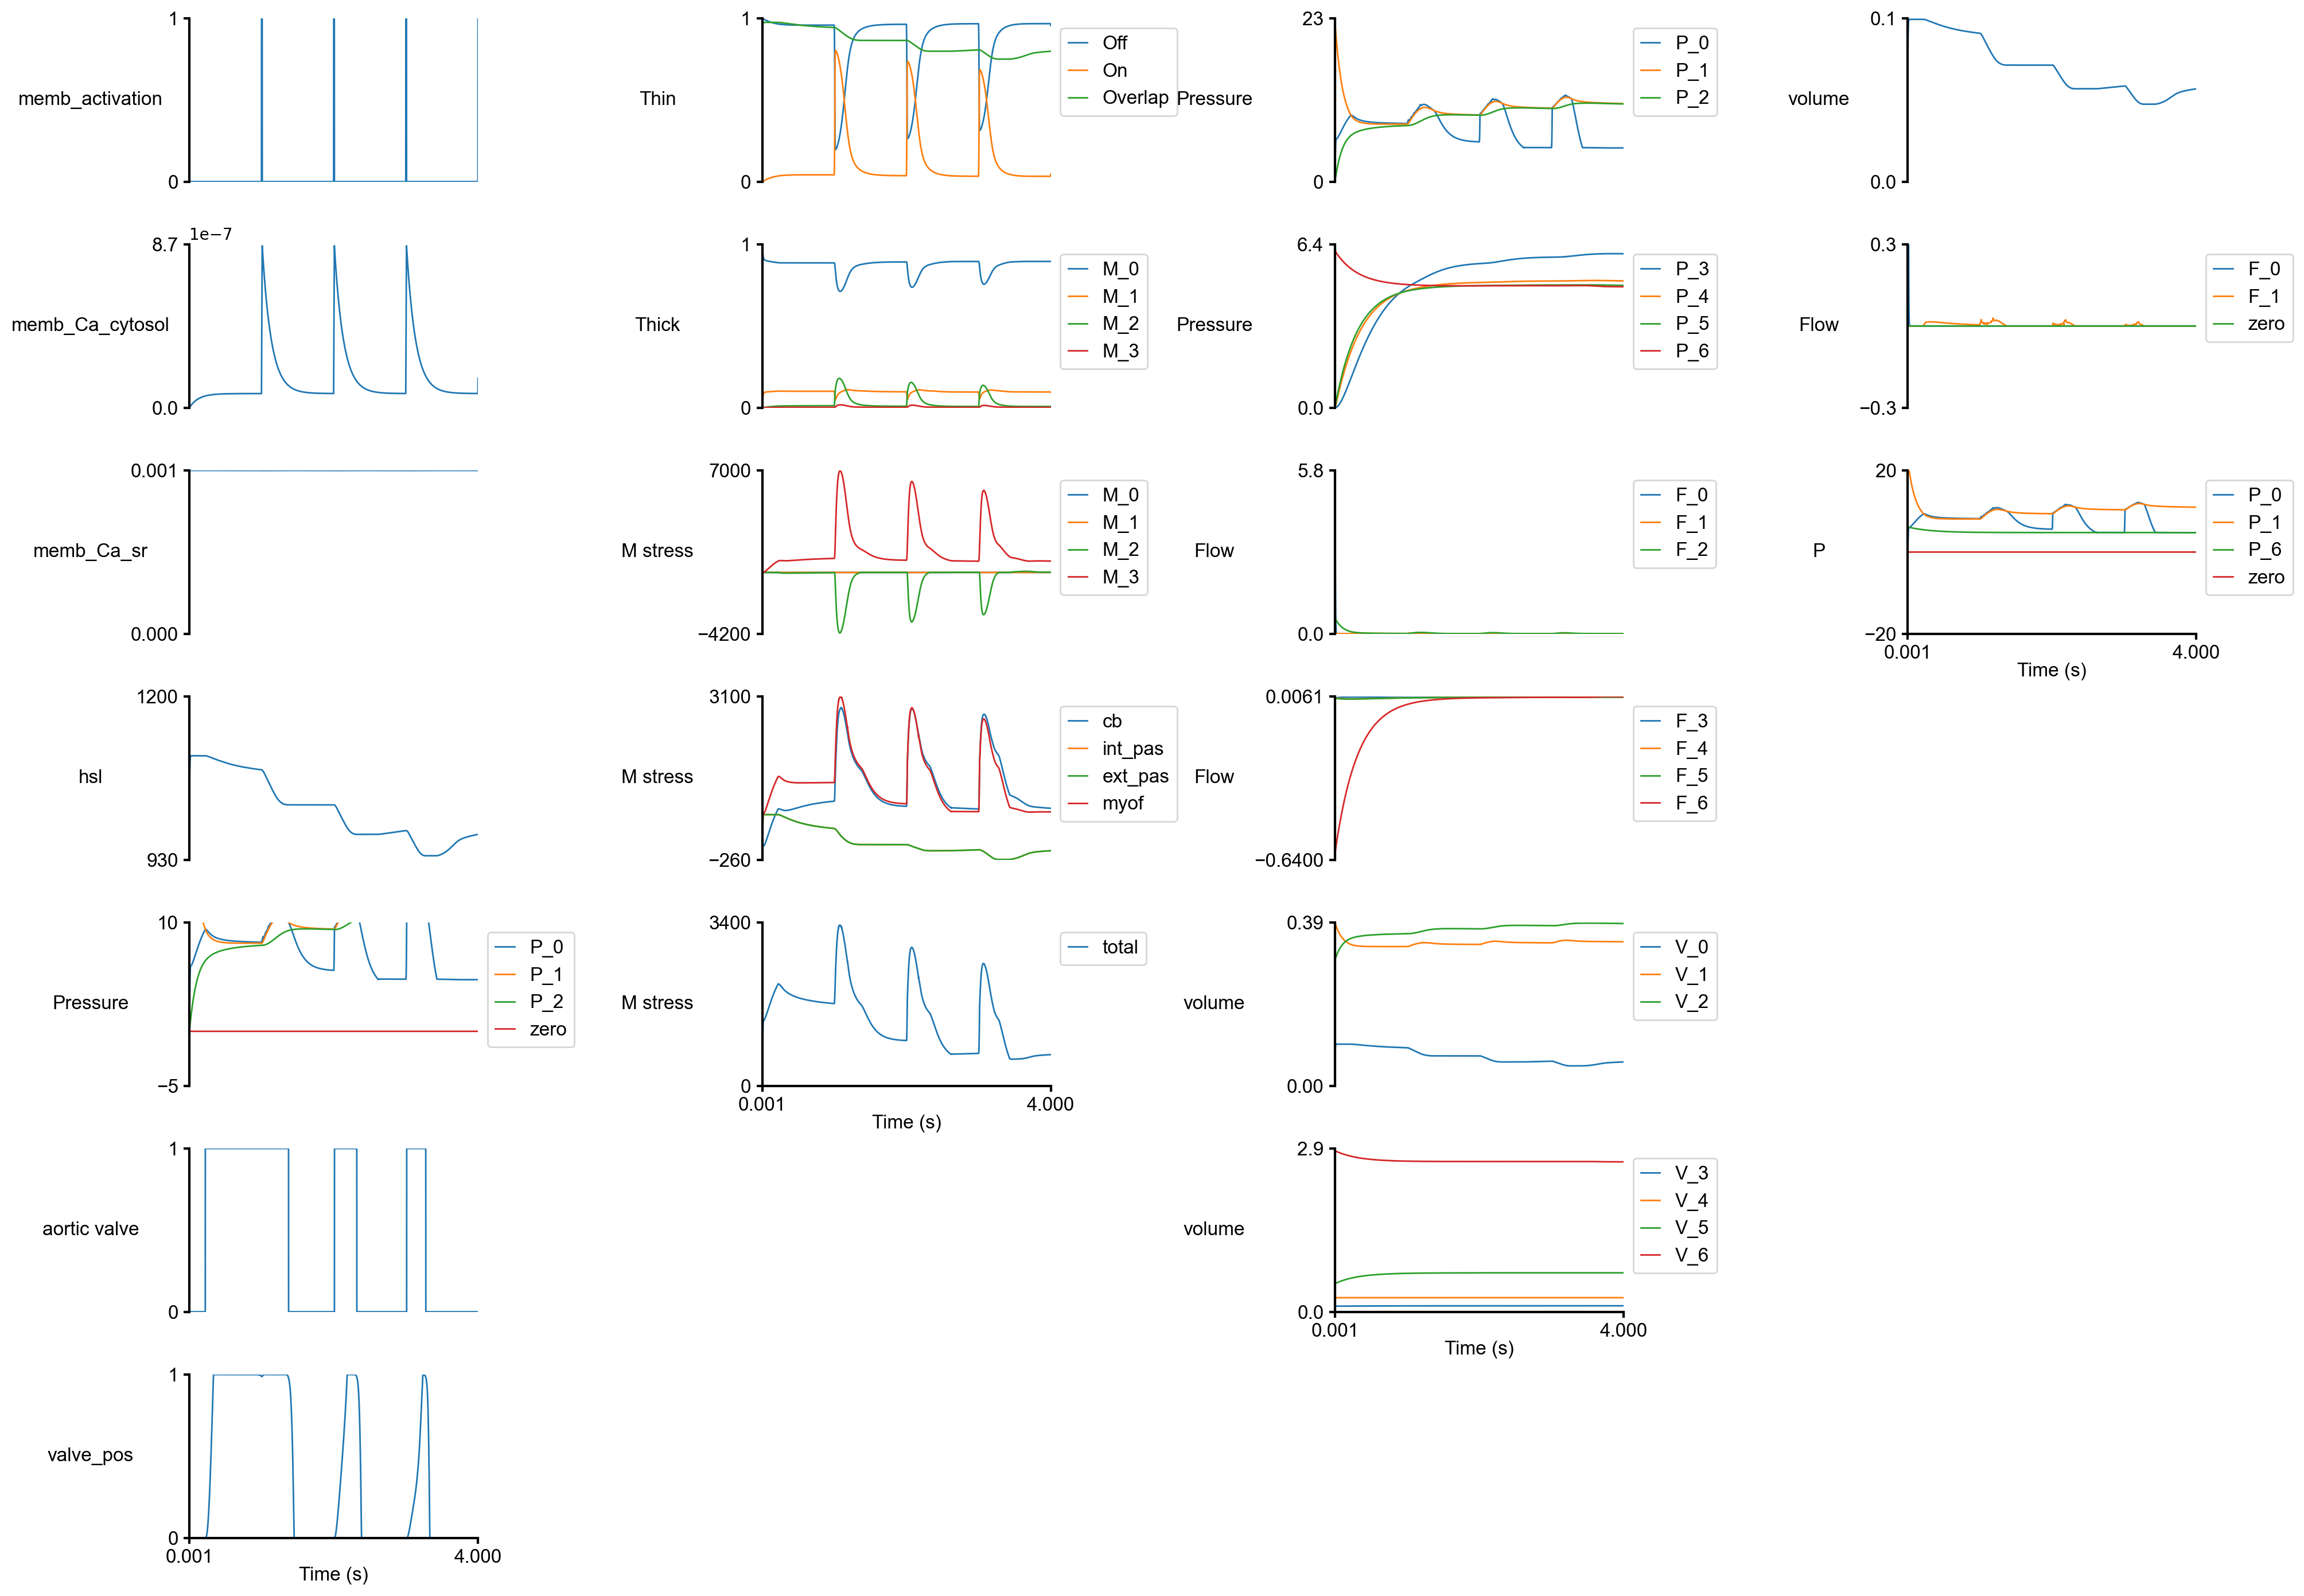 1
memb_activation
0
1e−7
8.7
memb_Ca_cytosol
0.0
0.001
memb_Ca_sr
0.000
1200
hsl
930
10
Pressure
−5
P_0
P_1
P_2
zero
1
aortic valve
0
1
valve_pos
0
0.001
4.000
Time (s)
1
Thin
0
Off
On
Overlap
1
Thick
0
M_0
M_1
M_2
M_3
7000
M stress
−4200
M_0
M_1
M_2
M_3
3100
M stress
−260
cb
int_pas
ext_pas
myof
3400
M stress
0
total
0.001
4.000
Time (s)
23
Pressure
0
P_0
P_1
P_2
6.4
Pressure
0.0
P_3
P_4
P_5
P_6
5.8
Flow
0.0
F_0
F_1
F_2
0.0061
Flow
−0.6400
F_3
F_4
F_5
F_6
0.39
volume
0.00
V_0
V_1
V_2
2.9
volume
0.0
V_3
V_4
V_5
V_6
0.001
4.000
Time (s)
0.1
volume
0.0
0.3
Flow
−0.3
F_0
F_1
zero
20
P
−20
P_0
P_1
P_6
zero
0.001
4.000
Time (s)